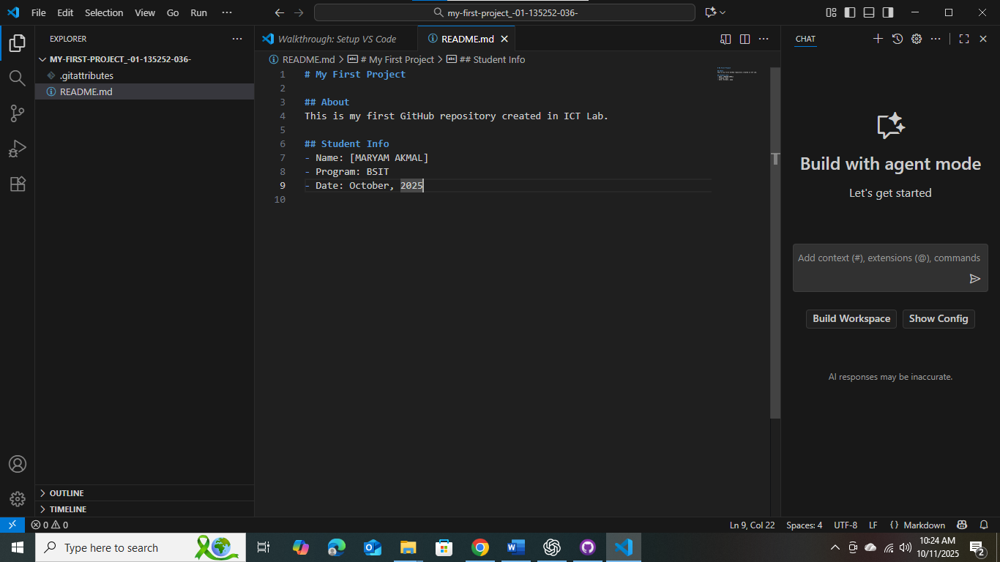 File Edit Selection View Go Run ···
my-first-project_-01-135252-036-
EXPLORER
MY-FIRST-PROJECT_-01-135252-036-
.gitattributes
README.md
OUTLINE
TIMELINE
Walkthrough: Setup VS Code
README.md
README.md > # My First Project > ## Student Info
1 # My First Project
2
3 ## About
4 This is my first GitHub repository created in ICT Lab.
5
6 ## Student Info
7 - Name: [MARYAM AKMAL]
8 - Program: BSIT
9 - Date: October, 2025
10
CHAT
Build with agent mode
Let's get started
Add context (#), extensions (@), commands
Build Workspace Show Config
AI responses may be inaccurate.
0 0
Ln 9, Col 22 Spaces: 4 UTF-8 LF {} Markdown
Type here to search
10:24 AM
10/11/2025
2